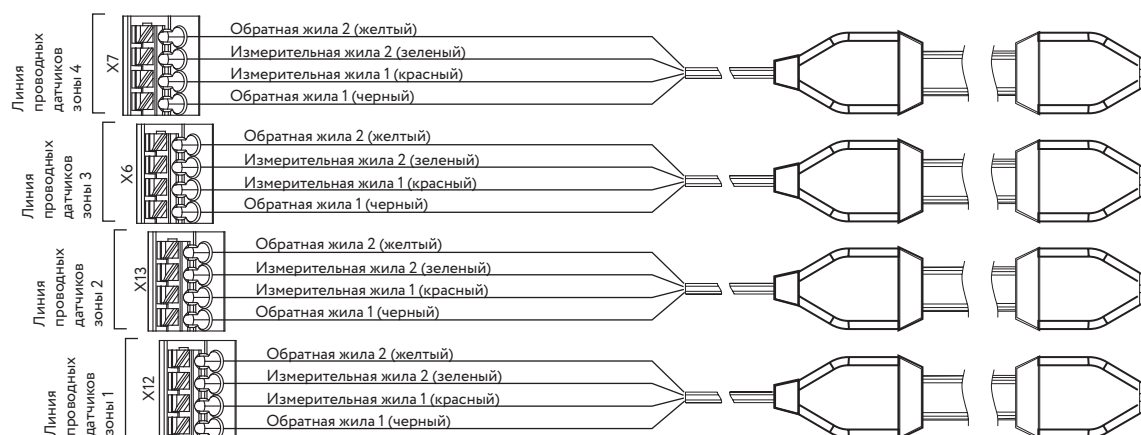 Линия
проводных
датчиков
зоны 4
X7
Обратная жила 2 (желтый)
Измерительная жила 2 (зеленый)
Измерительная жила 1 (красный)
Обратная жила 1 (черный)
Линия
проводных
датчиков
зоны 3
X6
Обратная жила 2 (желтый)
Измерительная жила 2 (зеленый)
Измерительная жила 1 (красный)
Обратная жила 1 (черный)
Линия
проводных
датчиков
зоны 2
X13
Обратная жила 2 (желтый)
Измерительная жила 2 (зеленый)
Измерительная жила 1 (красный)
Обратная жила 1 (черный)
Линия
проводных
датчиков
зоны 1
X12
Обратная жила 2 (желтый)
Измерительная жила 2 (зеленый)
Измерительная жила 1 (красный)
Обратная жила 1 (черный)